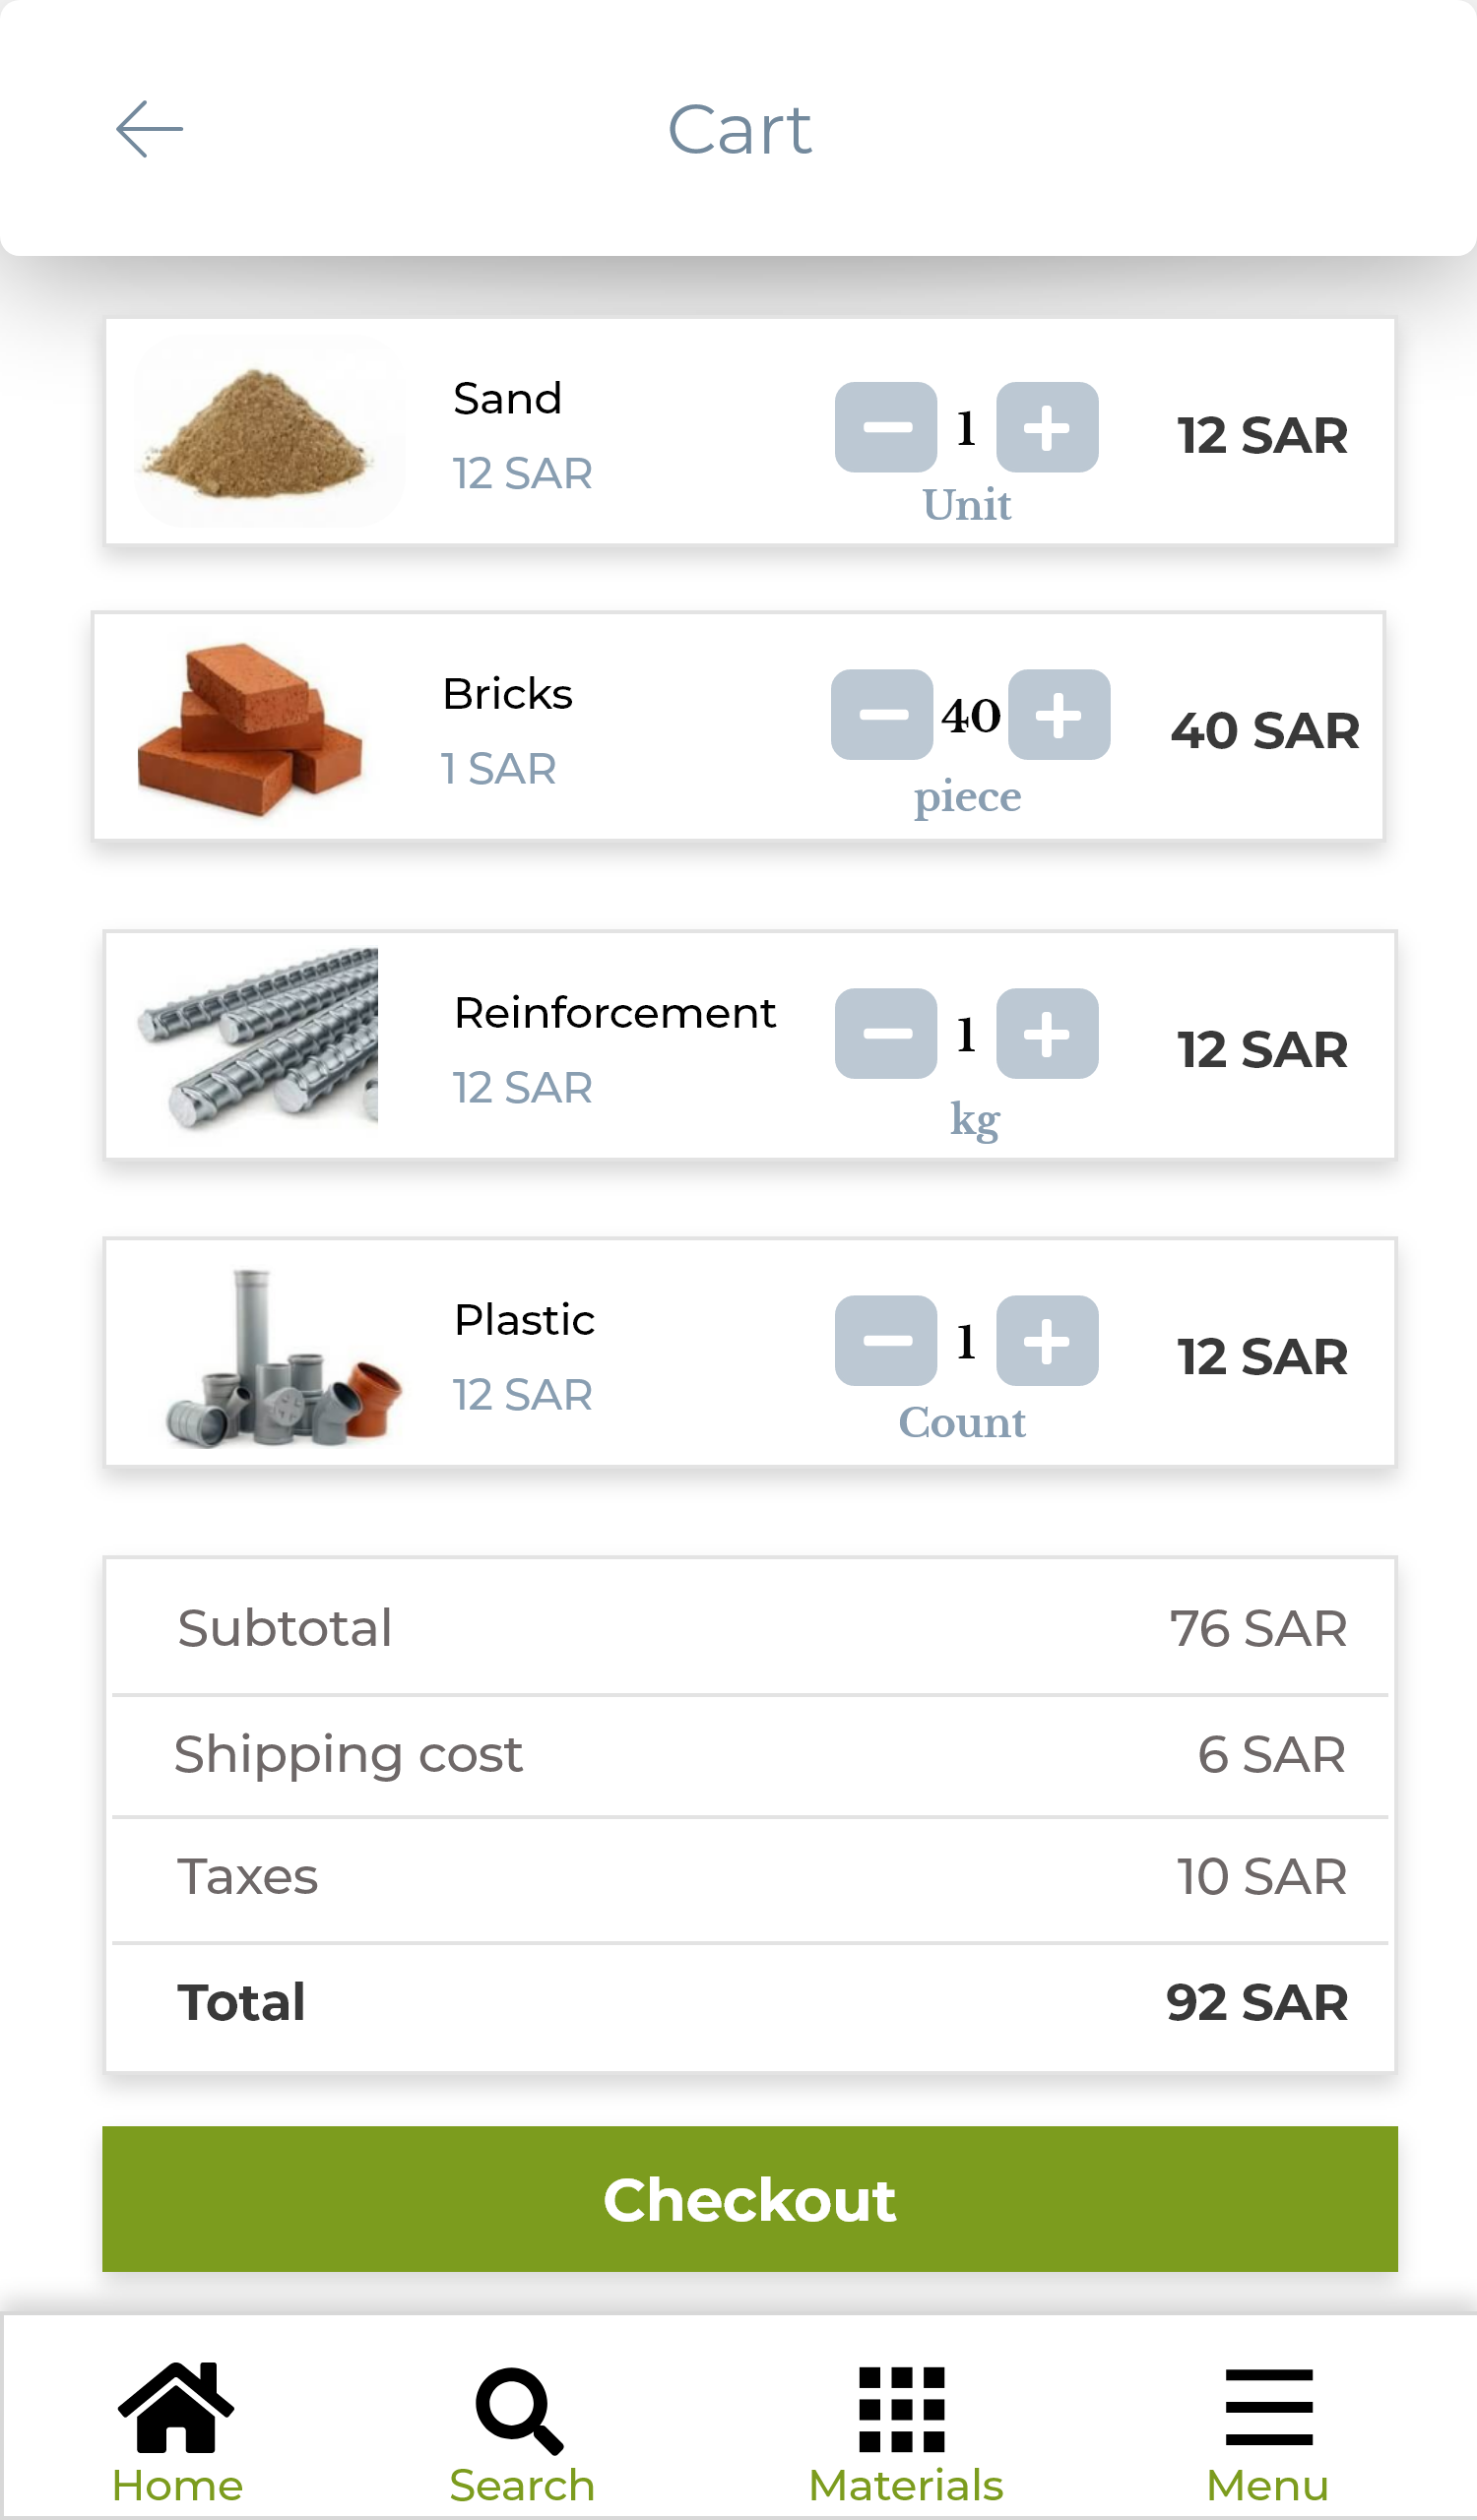 Cart
Sand
12 SAR
1
Unit
12 SAR
Bricks
1 SAR
40
piece
40 SAR
Reinforcement
12 SAR
1
kg
12 SAR
Plastic
12 SAR
1
Count
12 SAR
Subtotal 76 SAR
Shipping cost 6 SAR
Taxes 10 SAR
Total 92 SAR
Checkout
Home Search Materials Menu